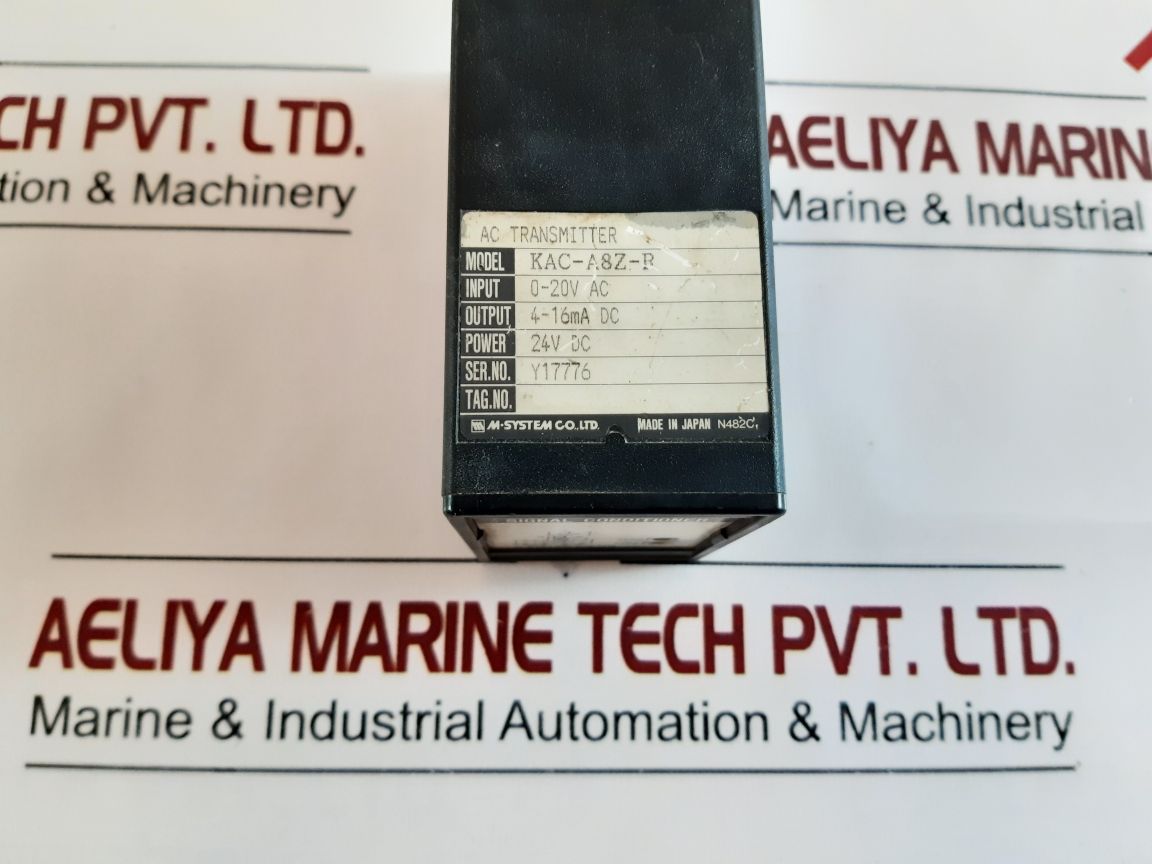 CH PVT. LTD.
tion & Machinery
AELIYA MARIN
Marine & Industrial
AC TRANSMITTER
MODEL KAC-A8Z-R
INPUT 0-20V AC
OUTPUT 4-16mA DC
POWER 24V DC
SER.NO. Y17776
TAG.NO.
M-SYSTEM CO.,LTD. MADE IN JAPAN N482C
SIGNAL CONDITIONER
AELIYA MARINE TECH PVT. LTD.
Marine & Industrial Automation & Machinery